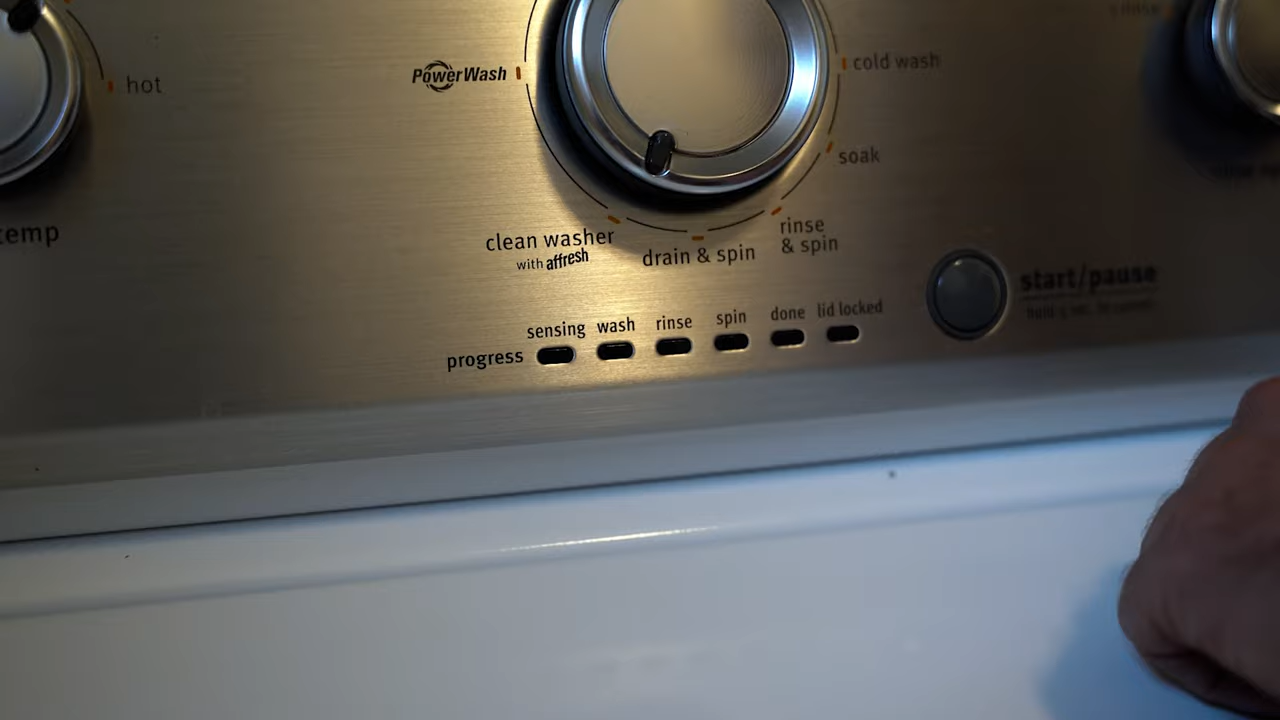 hot
PowerWash
cold wash
soak
temp
clean washer
with affresh
drain & spin
rinse
& spin
start/pause
sensing wash rinse spin done lid locked
progress